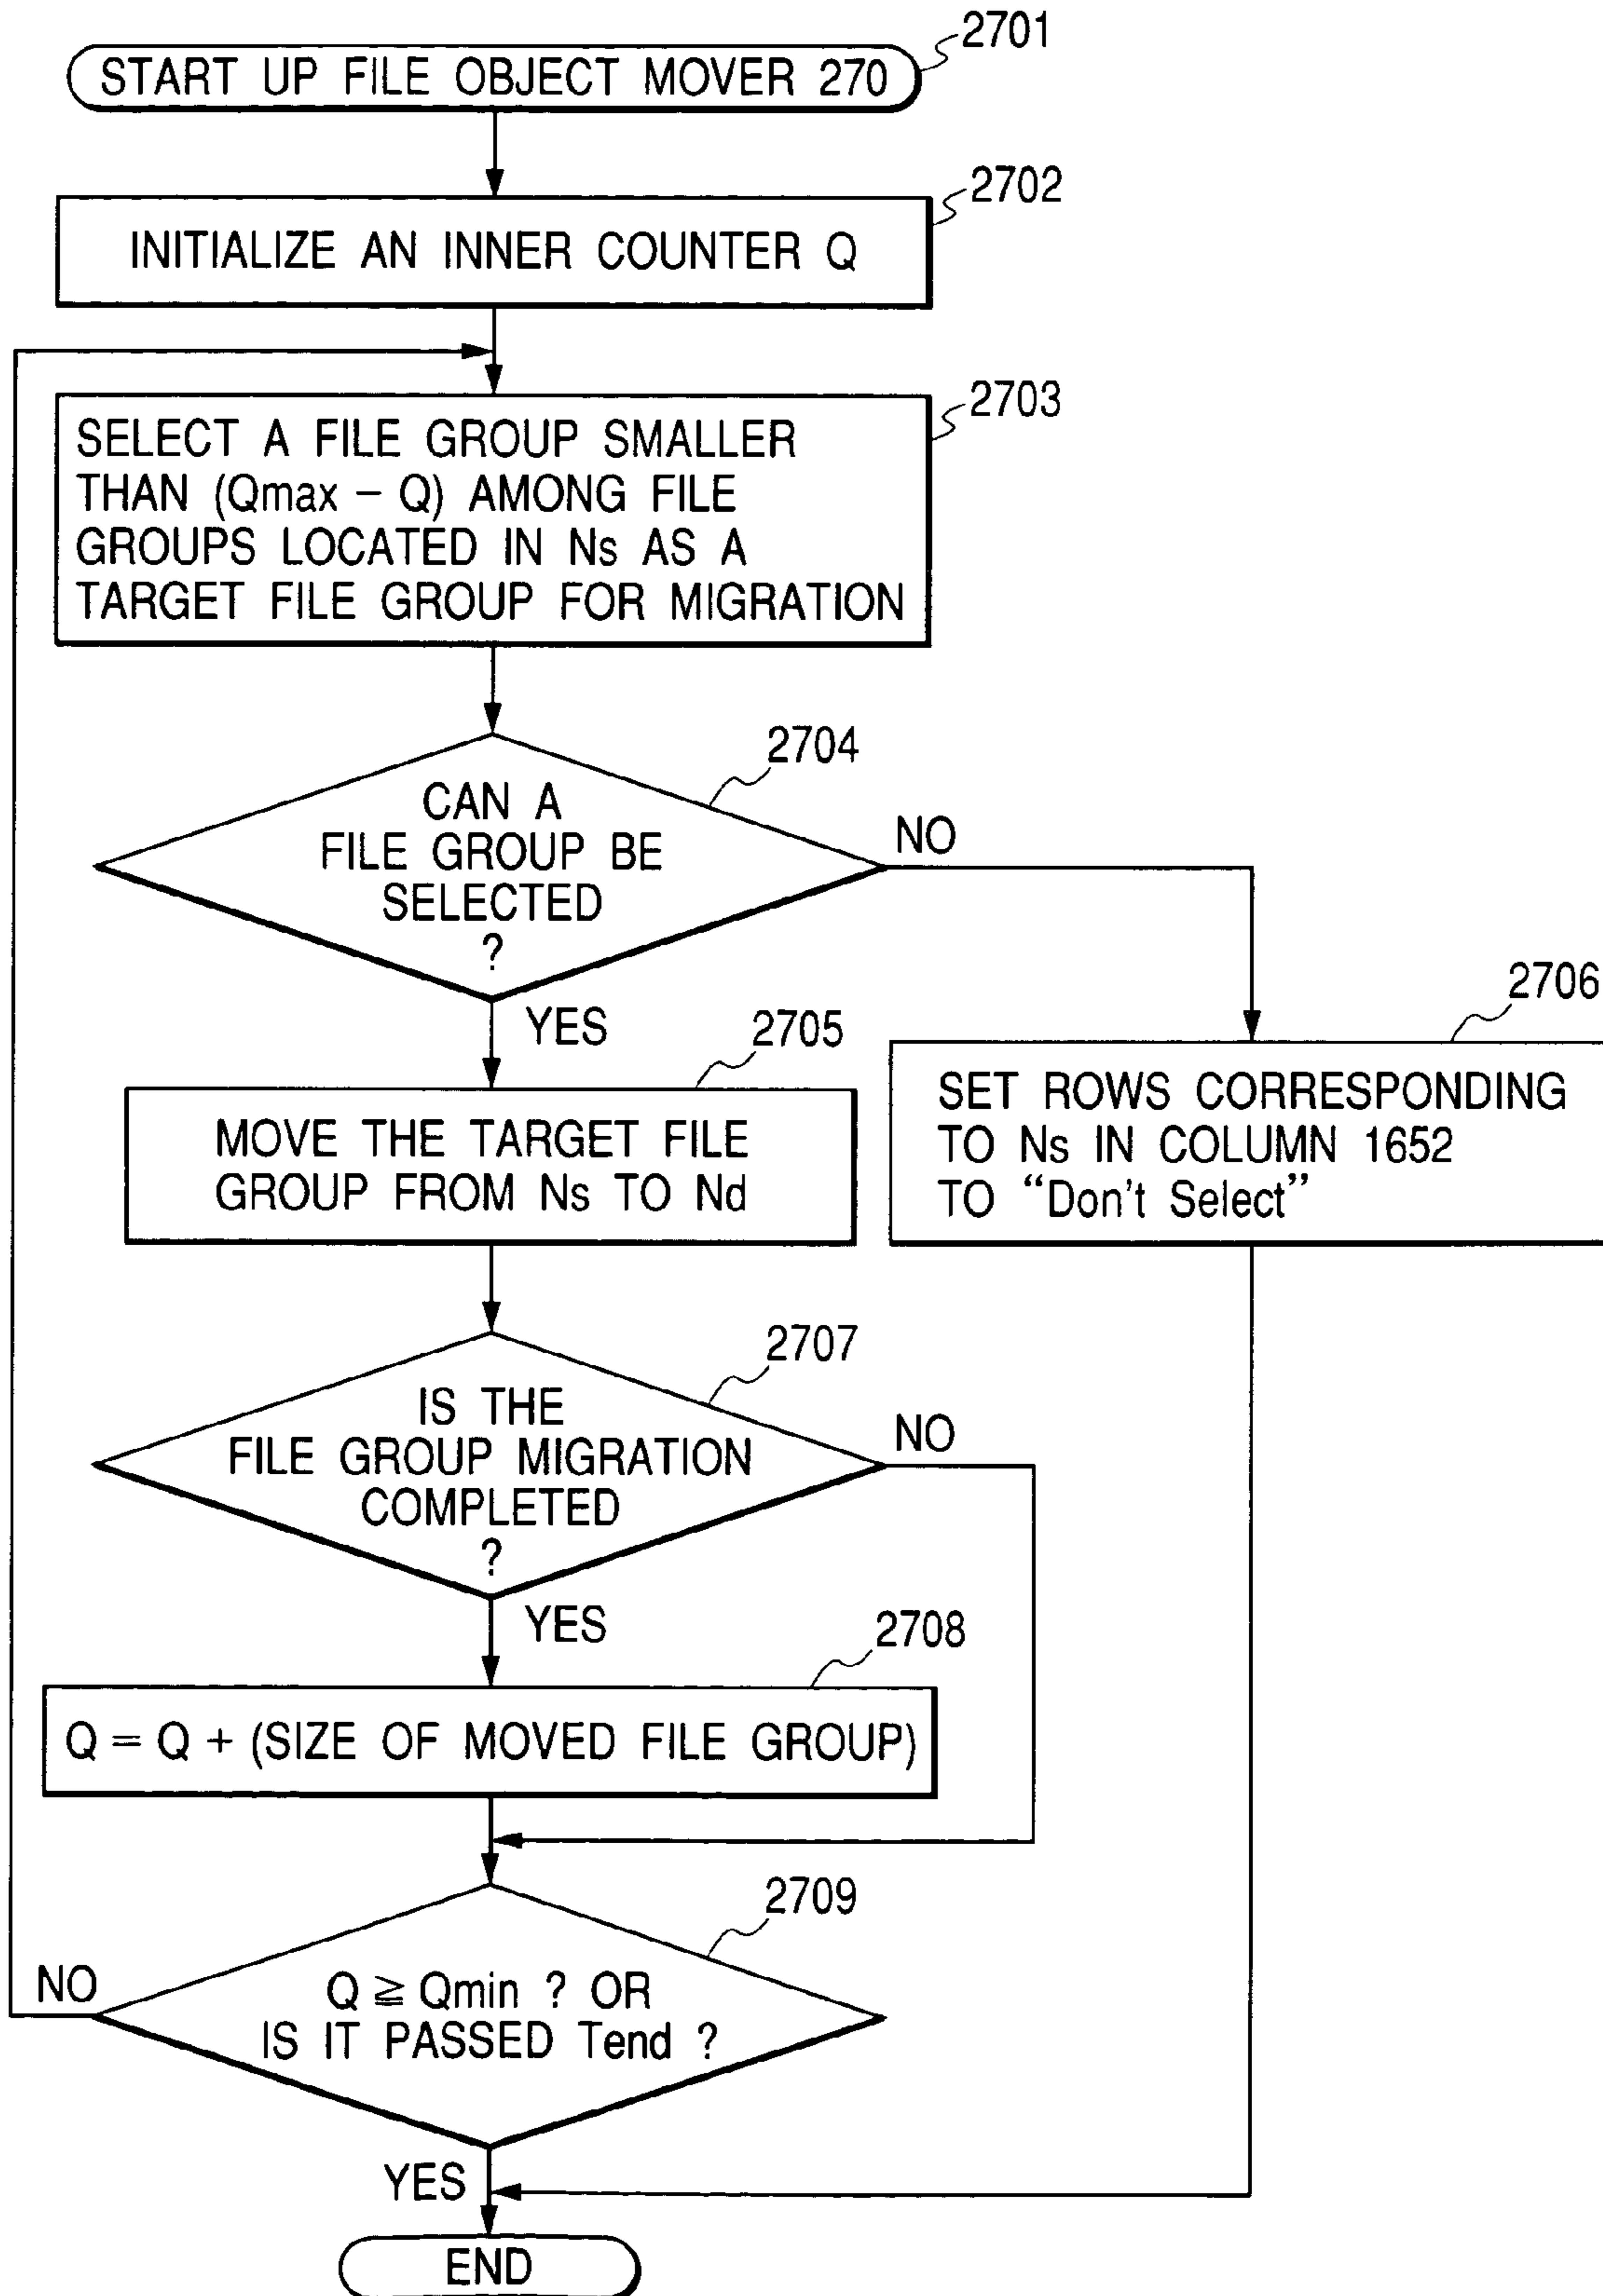 2701
START UP FILE OBJECT MOVER 270
2702
INITIALIZE AN INNER COUNTER Q
2703
SELECT A FILE GROUP SMALLER
THAN (Qmax – Q) AMONG FILE
GROUPS LOCATED IN Ns AS A
TARGET FILE GROUP FOR MIGRATION
2704
CAN A
FILE GROUP BE
SELECTED
?
NO
YES
2705
MOVE THE TARGET FILE
GROUP FROM Ns TO Nd
2706
SET ROWS CORRESPONDING
TO Ns IN COLUMN 1652
TO “Don't Select”
2707
IS THE
FILE GROUP MIGRATION
COMPLETED
?
NO
YES
2708
Q = Q + (SIZE OF MOVED FILE GROUP)
2709
Q ≧ Qmin ? OR
IS IT PASSED Tend ?
NO
YES
END